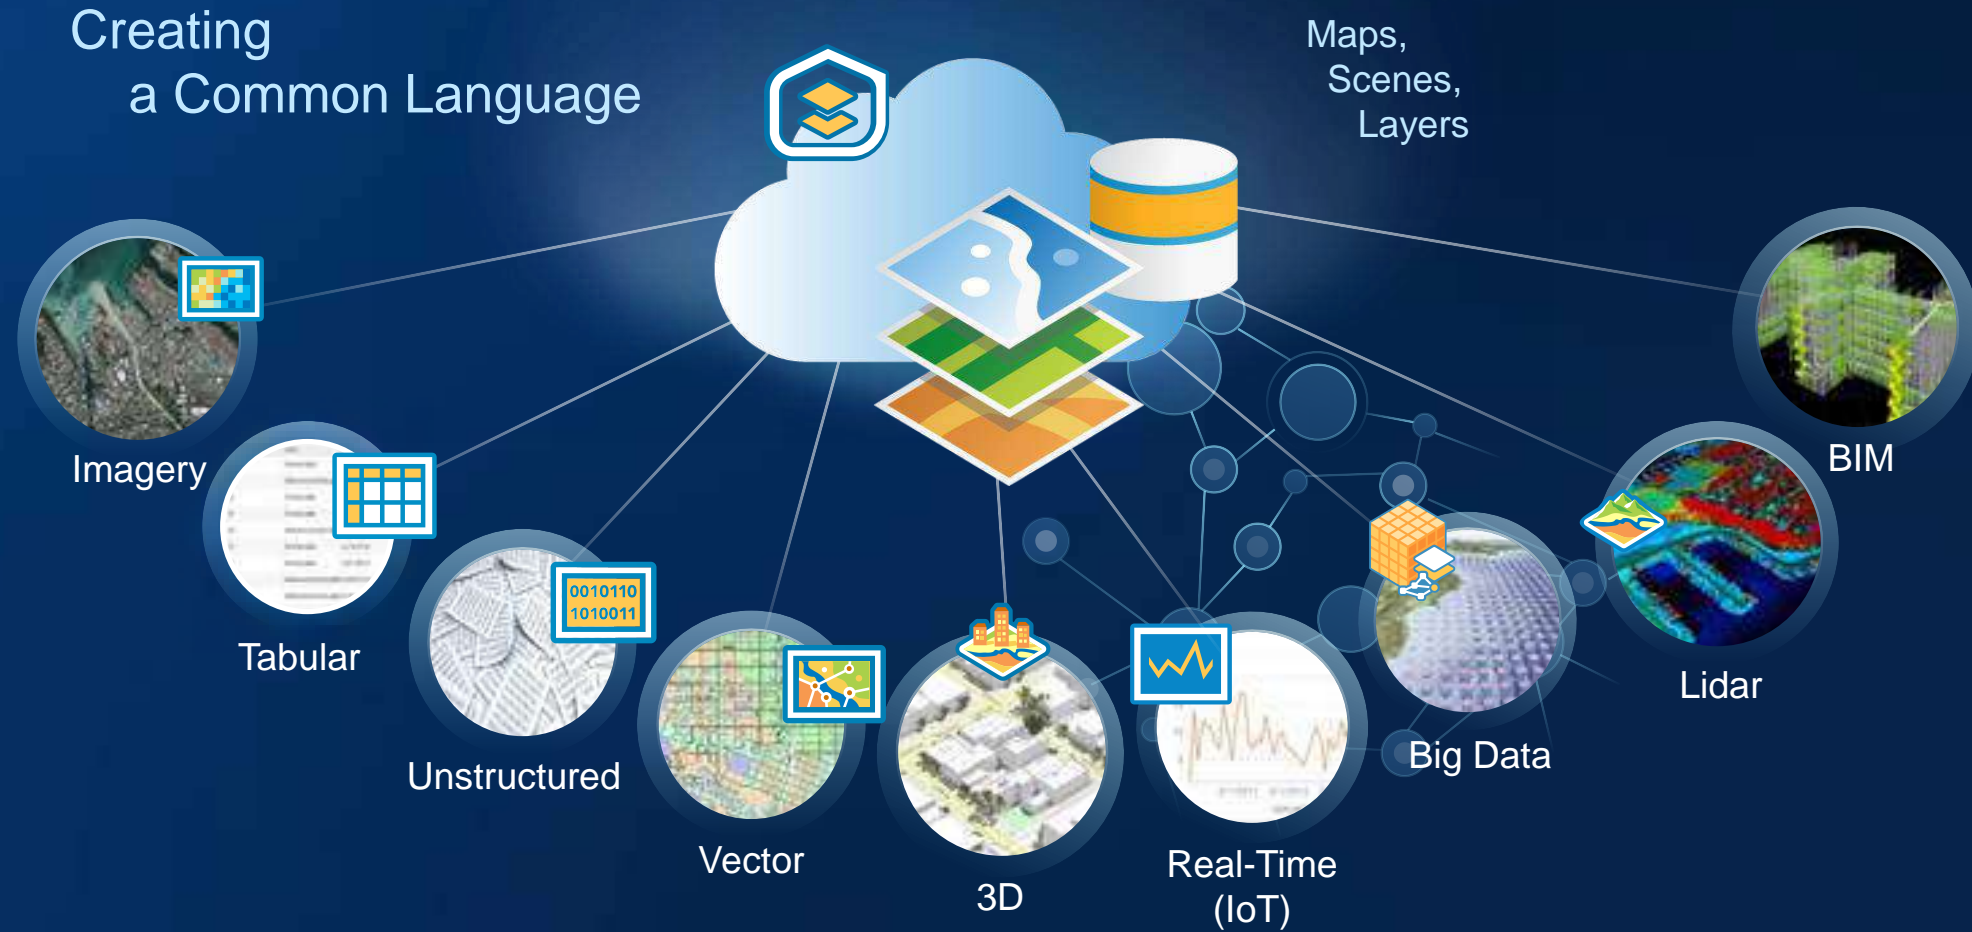 Creating
a Common Language
Maps,
Scenes,
Layers
Imagery
Tabular
0010110
1010011
Unstructured
Vector
3D
Real-Time
(IoT)
Big Data
Lidar
BIM